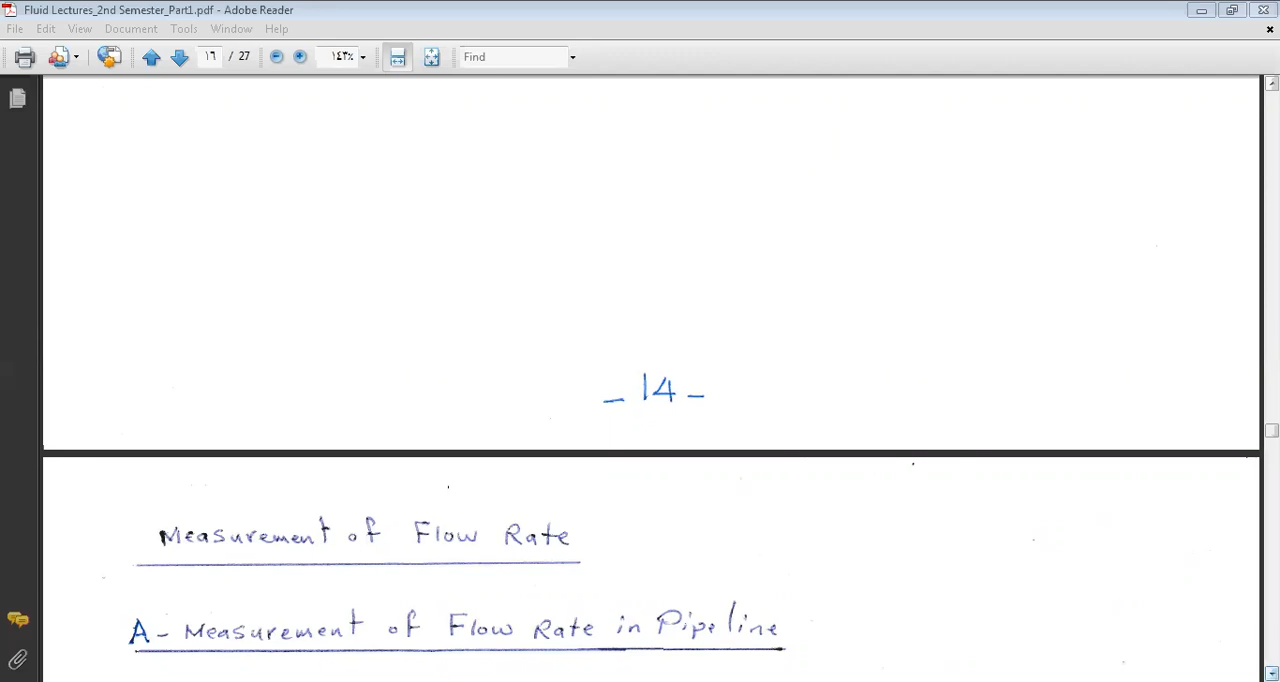 Fluid Lectures_2nd Semester_Part1.pdf - Adobe Reader
File Edit View Document Tools Window Help
١٦ / 27 ١٤٣% Find
- 14 -
Measurement of Flow Rate
A - Measurement of Flow Rate in Pipeline